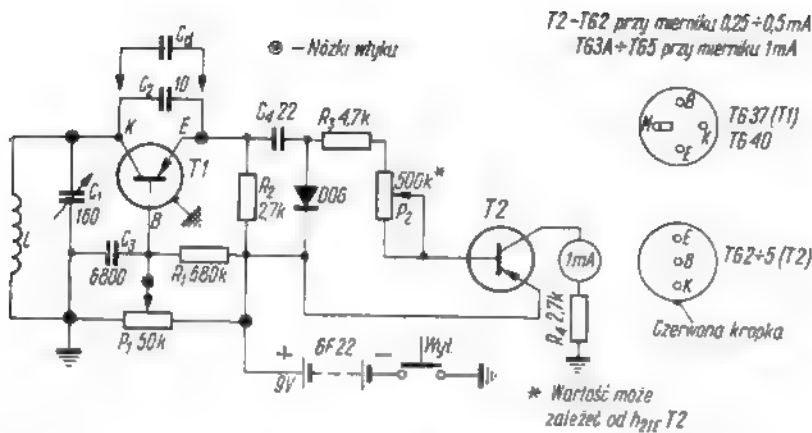 T2 - TG2 przy mierniku 0,25 ÷ 0,5 mA
TG3A ÷ TG5 przy mierniku 1mA
⊗ - Nóżki wtyku
Cd
C2 10
K E
T1
B
C1
160
L
C3
6800
R1 680k
R2
2,7k
P1 50k
C4 22
R3 4,7k
DOG
500k*
P2
T2
1mA
R4 2,7k
+ 6F22 -
9V
Wył.
* Wartość może
zależeć od h21E T2
B
M K
E
TG37 (T1)
TG40
E
B
K
TG2÷5 (T2)
Czerwona kropka